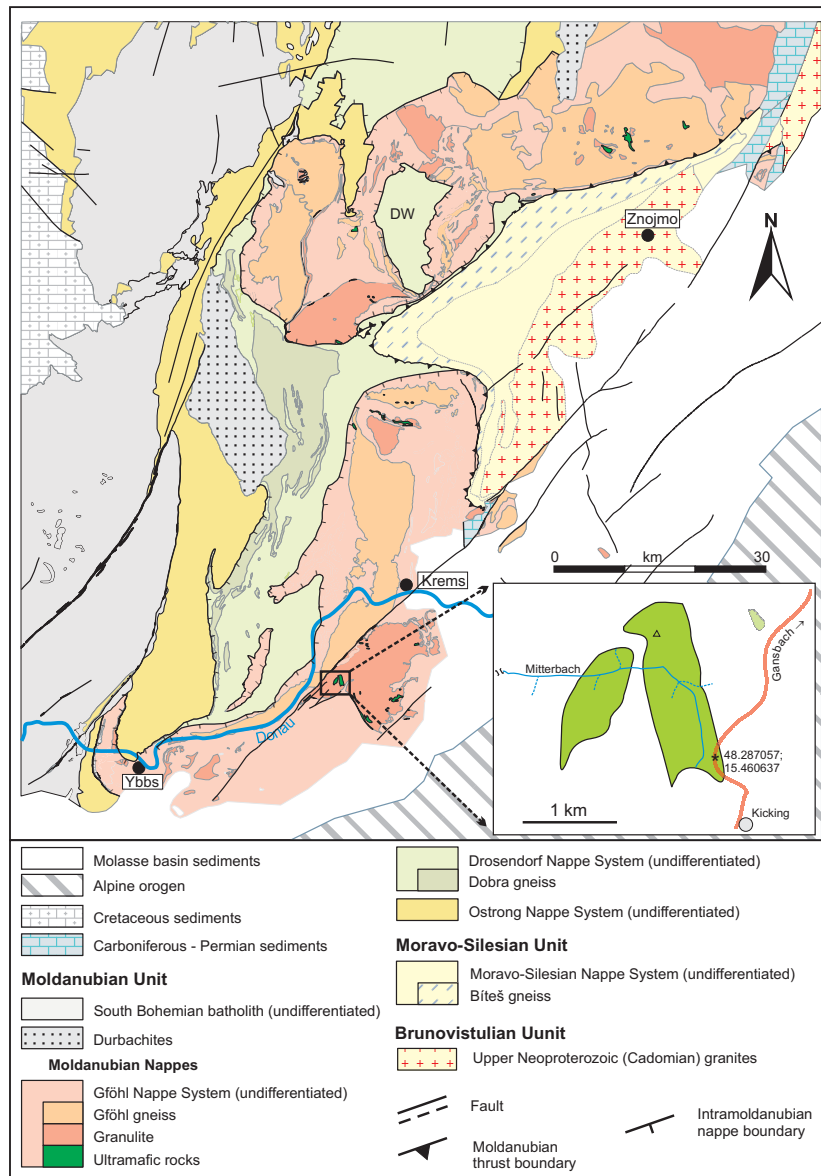 DW
Znojmo
N
Krems
0 km 30
Donau
Ybbs
Mitterbach
Gansbach →
48.287057;
15.460637
Kicking
1 km
Molasse basin sediments
Alpine orogen
Cretaceous sediments
Carboniferous - Permian sediments
Moldanubian Unit
South Bohemian batholith (undifferentiated)
Durbachites
Moldanubian Nappes
Gföhl Nappe System (undifferentiated)
Gföhl gneiss
Granulite
Ultramafic rocks
Drosendorf Nappe System (undifferentiated)
Dobra gneiss
Ostrong Nappe System (undifferentiated)
Moravo-Silesian Unit
Moravo-Silesian Nappe System (undifferentiated)
Bíteš gneiss
Brunovistulian Uunit
Upper Neoproterozoic (Cadomian) granites
Fault
Moldanubian
thrust boundary
Intramoldanubian
nappe boundary